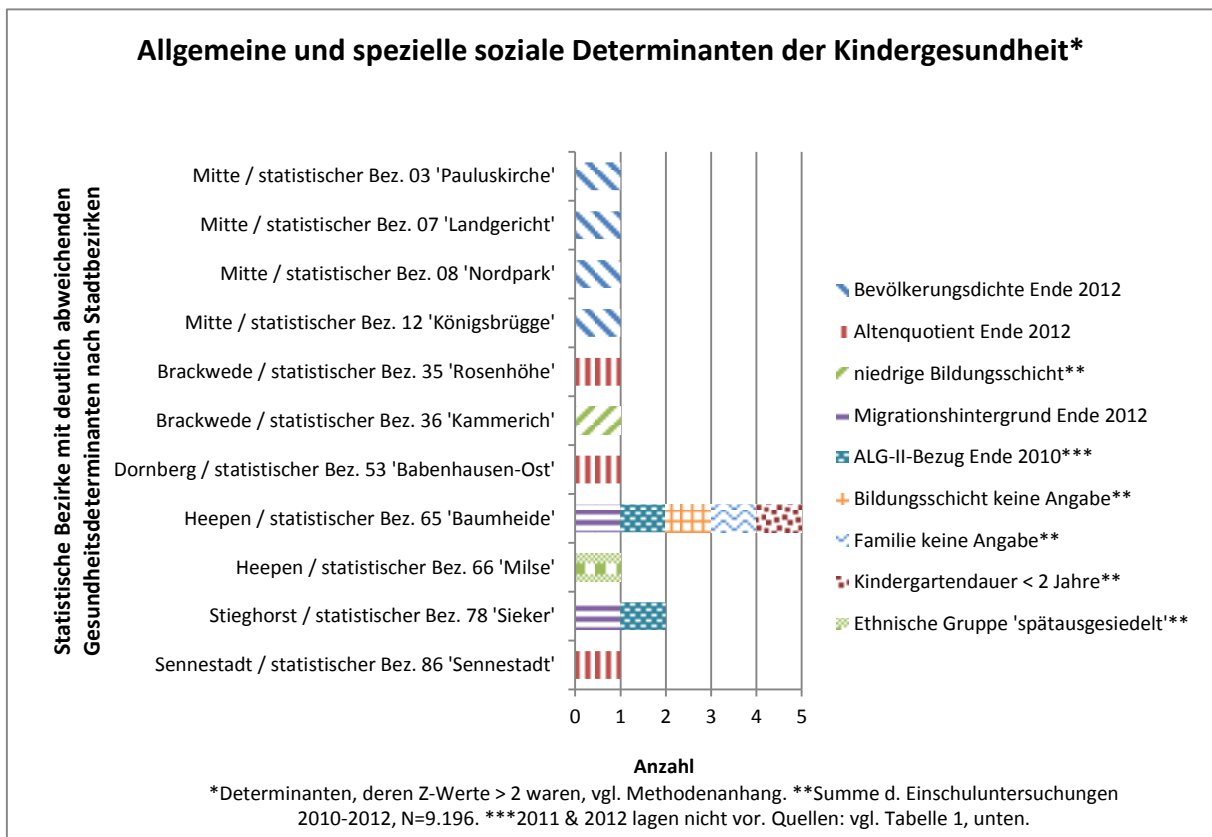 Allgemeine und spezielle soziale Determinanten der Kindergesundheit*
Statistische Bezirke mit deutlich abweichenden
Gesundheitsdeterminanten nach Stadtbezirken
Mitte / statistischer Bez. 03 'Pauluskirche'
Mitte / statistischer Bez. 07 'Landgericht'
Mitte / statistischer Bez. 08 'Nordpark'
Mitte / statistischer Bez. 12 'Königsbrügge'
Brackwede / statistischer Bez. 35 'Rosenhöhe'
Brackwede / statistischer Bez. 36 'Kammerich'
Dornberg / statistischer Bez. 53 'Babenhausen-Ost'
Heepen / statistischer Bez. 65 'Baumheide'
Heepen / statistischer Bez. 66 'Milse'
Stieghorst / statistischer Bez. 78 'Sieker'
Sennestadt / statistischer Bez. 86 'Sennestadt'
0 1 2 3 4 5
Anzahl
Bevölkerungsdichte Ende 2012
Altenquotient Ende 2012
niedrige Bildungsschicht**
Migrationshintergrund Ende 2012
ALG-II-Bezug Ende 2010***
Bildungsschicht keine Angabe**
Familie keine Angabe**
Kindergartendauer < 2 Jahre**
Ethnische Gruppe 'spätausgesiedelt'**
*Determinanten, deren Z-Werte > 2 waren, vgl. Methodenanhang. **Summe d. Einschuluntersuchungen
2010-2012, N=9.196. ***2011 & 2012 lagen nicht vor. Quellen: vgl. Tabelle 1, unten.